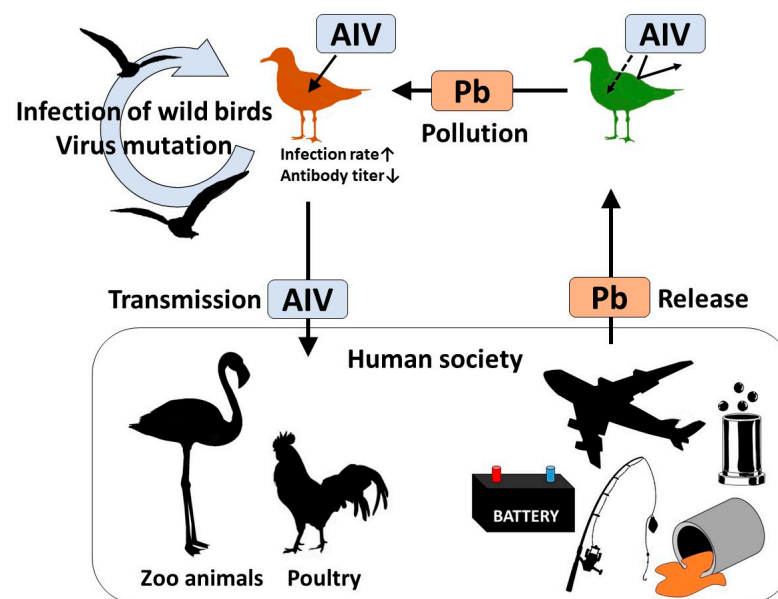 AIV
AIV
Pb
Pollution
Infection of wild birds
Virus mutation
Infection rate↑
Antibody titer↓
Transmission
AIV
Pb
Release
Human society
BATTERY
Zoo animals
Poultry